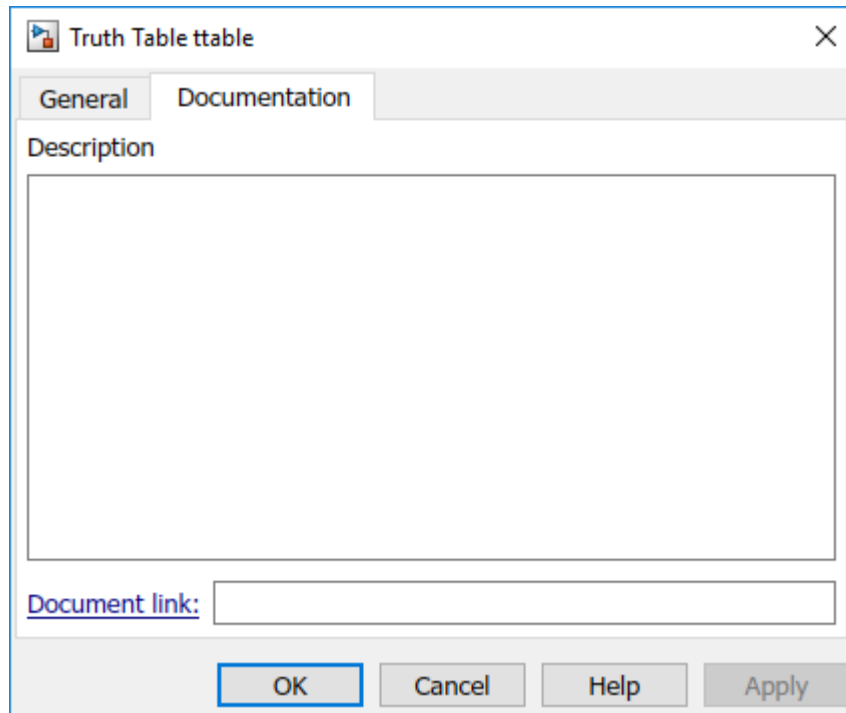 Truth Table ttable
General Documentation
Description
Document link:
OK Cancel Help Apply